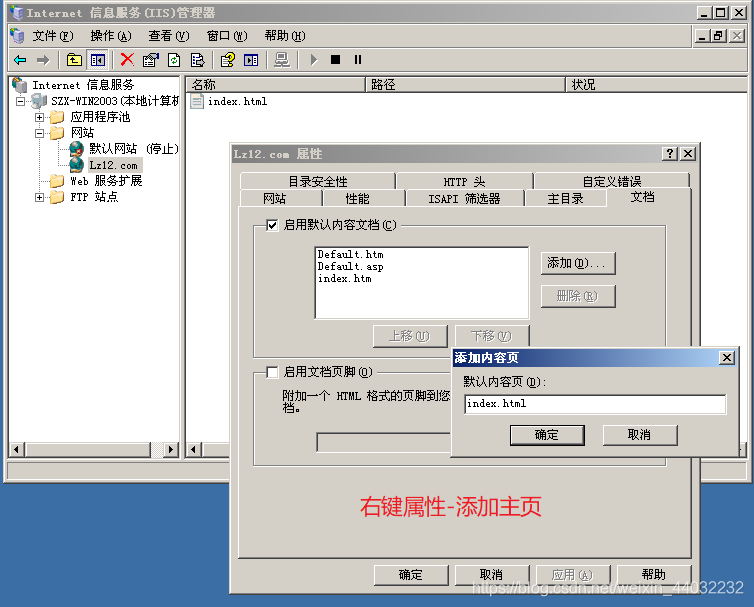 Internet 信息服务(IIS)管理器
文件(F) 操作(A) 查看(V) 窗口(W) 帮助(H)
Internet 信息服务
SZX-WIN2003(本地计算机
应用程序池
网站
默认网站 (停止)
Lz12.com
Web 服务扩展
FTP 站点
名称 路径 状况
index.html
Lz12.com 属性
目录安全性 HTTP 头 自定义错误
网站 性能 ISAPI 筛选器 主目录 文档
启用默认内容文档(C)
Default.htm
Default.asp
index.htm
添加(D)...
删除(R)
上移(U) 下移(V)
启用文档页脚(O)
附加一个 HTML 格式的页脚到您
档。
添加内容页
默认内容页(D):
index.html
确定 取消
右键属性-添加主页
确定 取消 应用(A) 帮助
https://blog.csdn.net/weixin_44032232